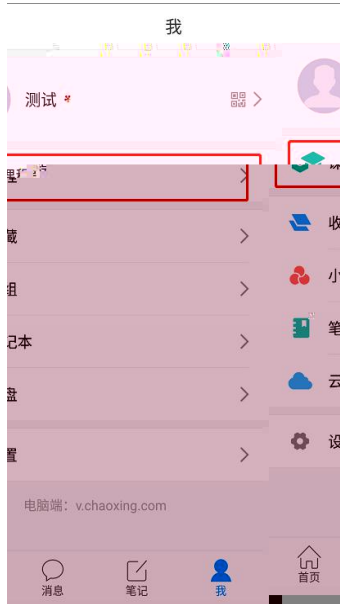 我
测试
藏
收
组
小
记本
笔
盘
云
置
设
电脑端：v.chaoxing.com
消息
笔记
我
首页